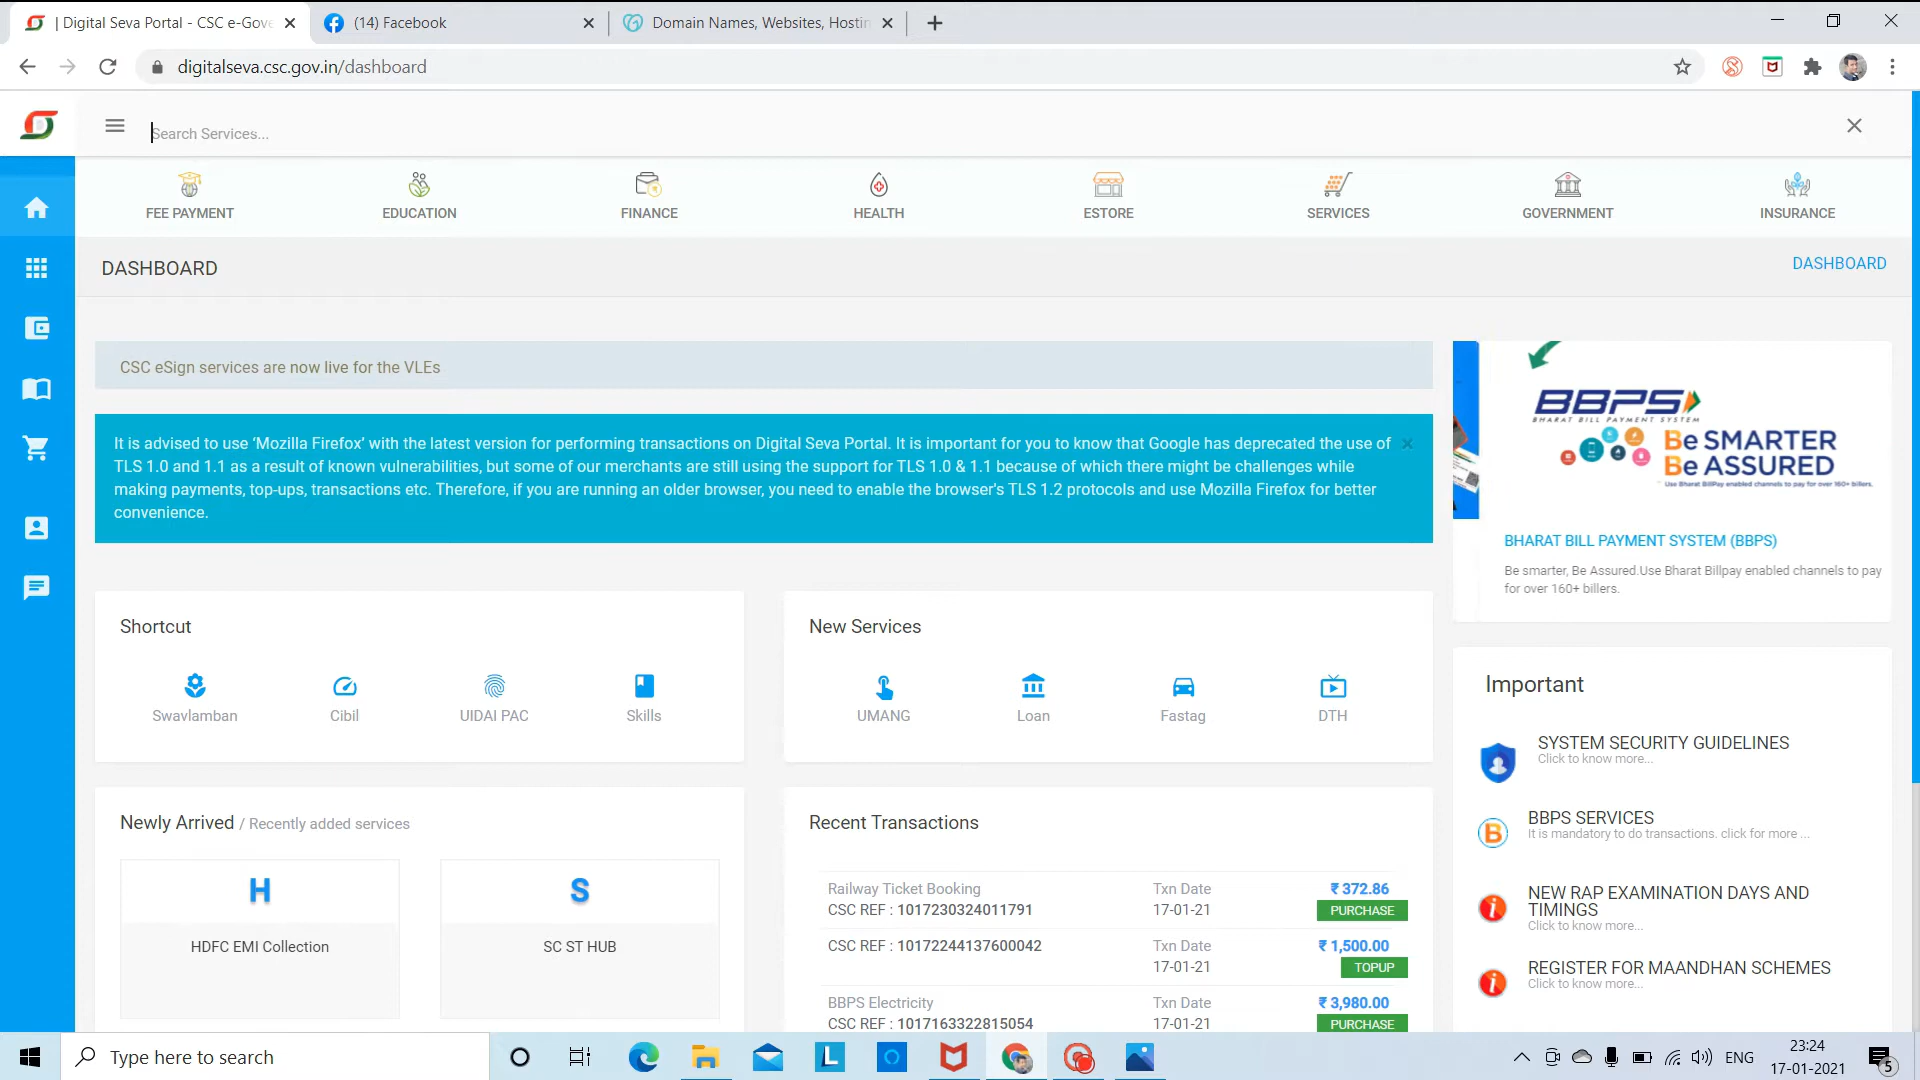 | Digital Seva Portal - CSC e-Gove
(14) Facebook
Domain Names, Websites, Hostin
digitalseva.csc.gov.in/dashboard
Search Services...
FEE PAYMENT
EDUCATION
FINANCE
HEALTH
ESTORE
SERVICES
GOVERNMENT
INSURANCE
DASHBOARD
DASHBOARD
CSC eSign services are now live for the VLEs
It is advised to use ‘Mozilla Firefox’ with the latest version for performing transactions on Digital Seva Portal. It is important for you to know that Google has deprecated the use of
TLS 1.0 and 1.1 as a result of known vulnerabilities, but some of our merchants are still using the support for TLS 1.0 & 1.1 because of which there might be challenges while
making payments, top-ups, transactions etc. Therefore, if you are running an older browser, you need to enable the browser's TLS 1.2 protocols and use Mozilla Firefox for better
convenience.
BBPS
BHARAT BILL PAYMENT SYSTEM
Be SMARTER
Be ASSURED
Use Bharat BillPay enabled channels to pay for over 160+ billers.
BHARAT BILL PAYMENT SYSTEM (BBPS)
Be smarter, Be Assured.Use Bharat Billpay enabled channels to pay
for over 160+ billers.
Shortcut
Swavlamban
Cibil
UIDAI PAC
Skills
New Services
UMANG
Loan
Fastag
DTH
Important
SYSTEM SECURITY GUIDELINES
Click to know more...
BBPS SERVICES
It is mandatory to do transactions. click for more ...
NEW RAP EXAMINATION DAYS AND
TIMINGS
Click to know more...
REGISTER FOR MAANDHAN SCHEMES
Click to know more...
Newly Arrived / Recently added services
H
HDFC EMI Collection
S
SC ST HUB
Recent Transactions
Railway Ticket Booking Txn Date ₹ 372.86
CSC REF : 1017230324011791 17-01-21 PURCHASE
CSC REF : 10172244137600042 Txn Date ₹ 1,500.00
17-01-21 TOPUP
BBPS Electricity Txn Date ₹ 3,980.00
CSC REF : 1017163322815054 17-01-21 PURCHASE
Type here to search
L
ENG
23:24
17-01-2021
5